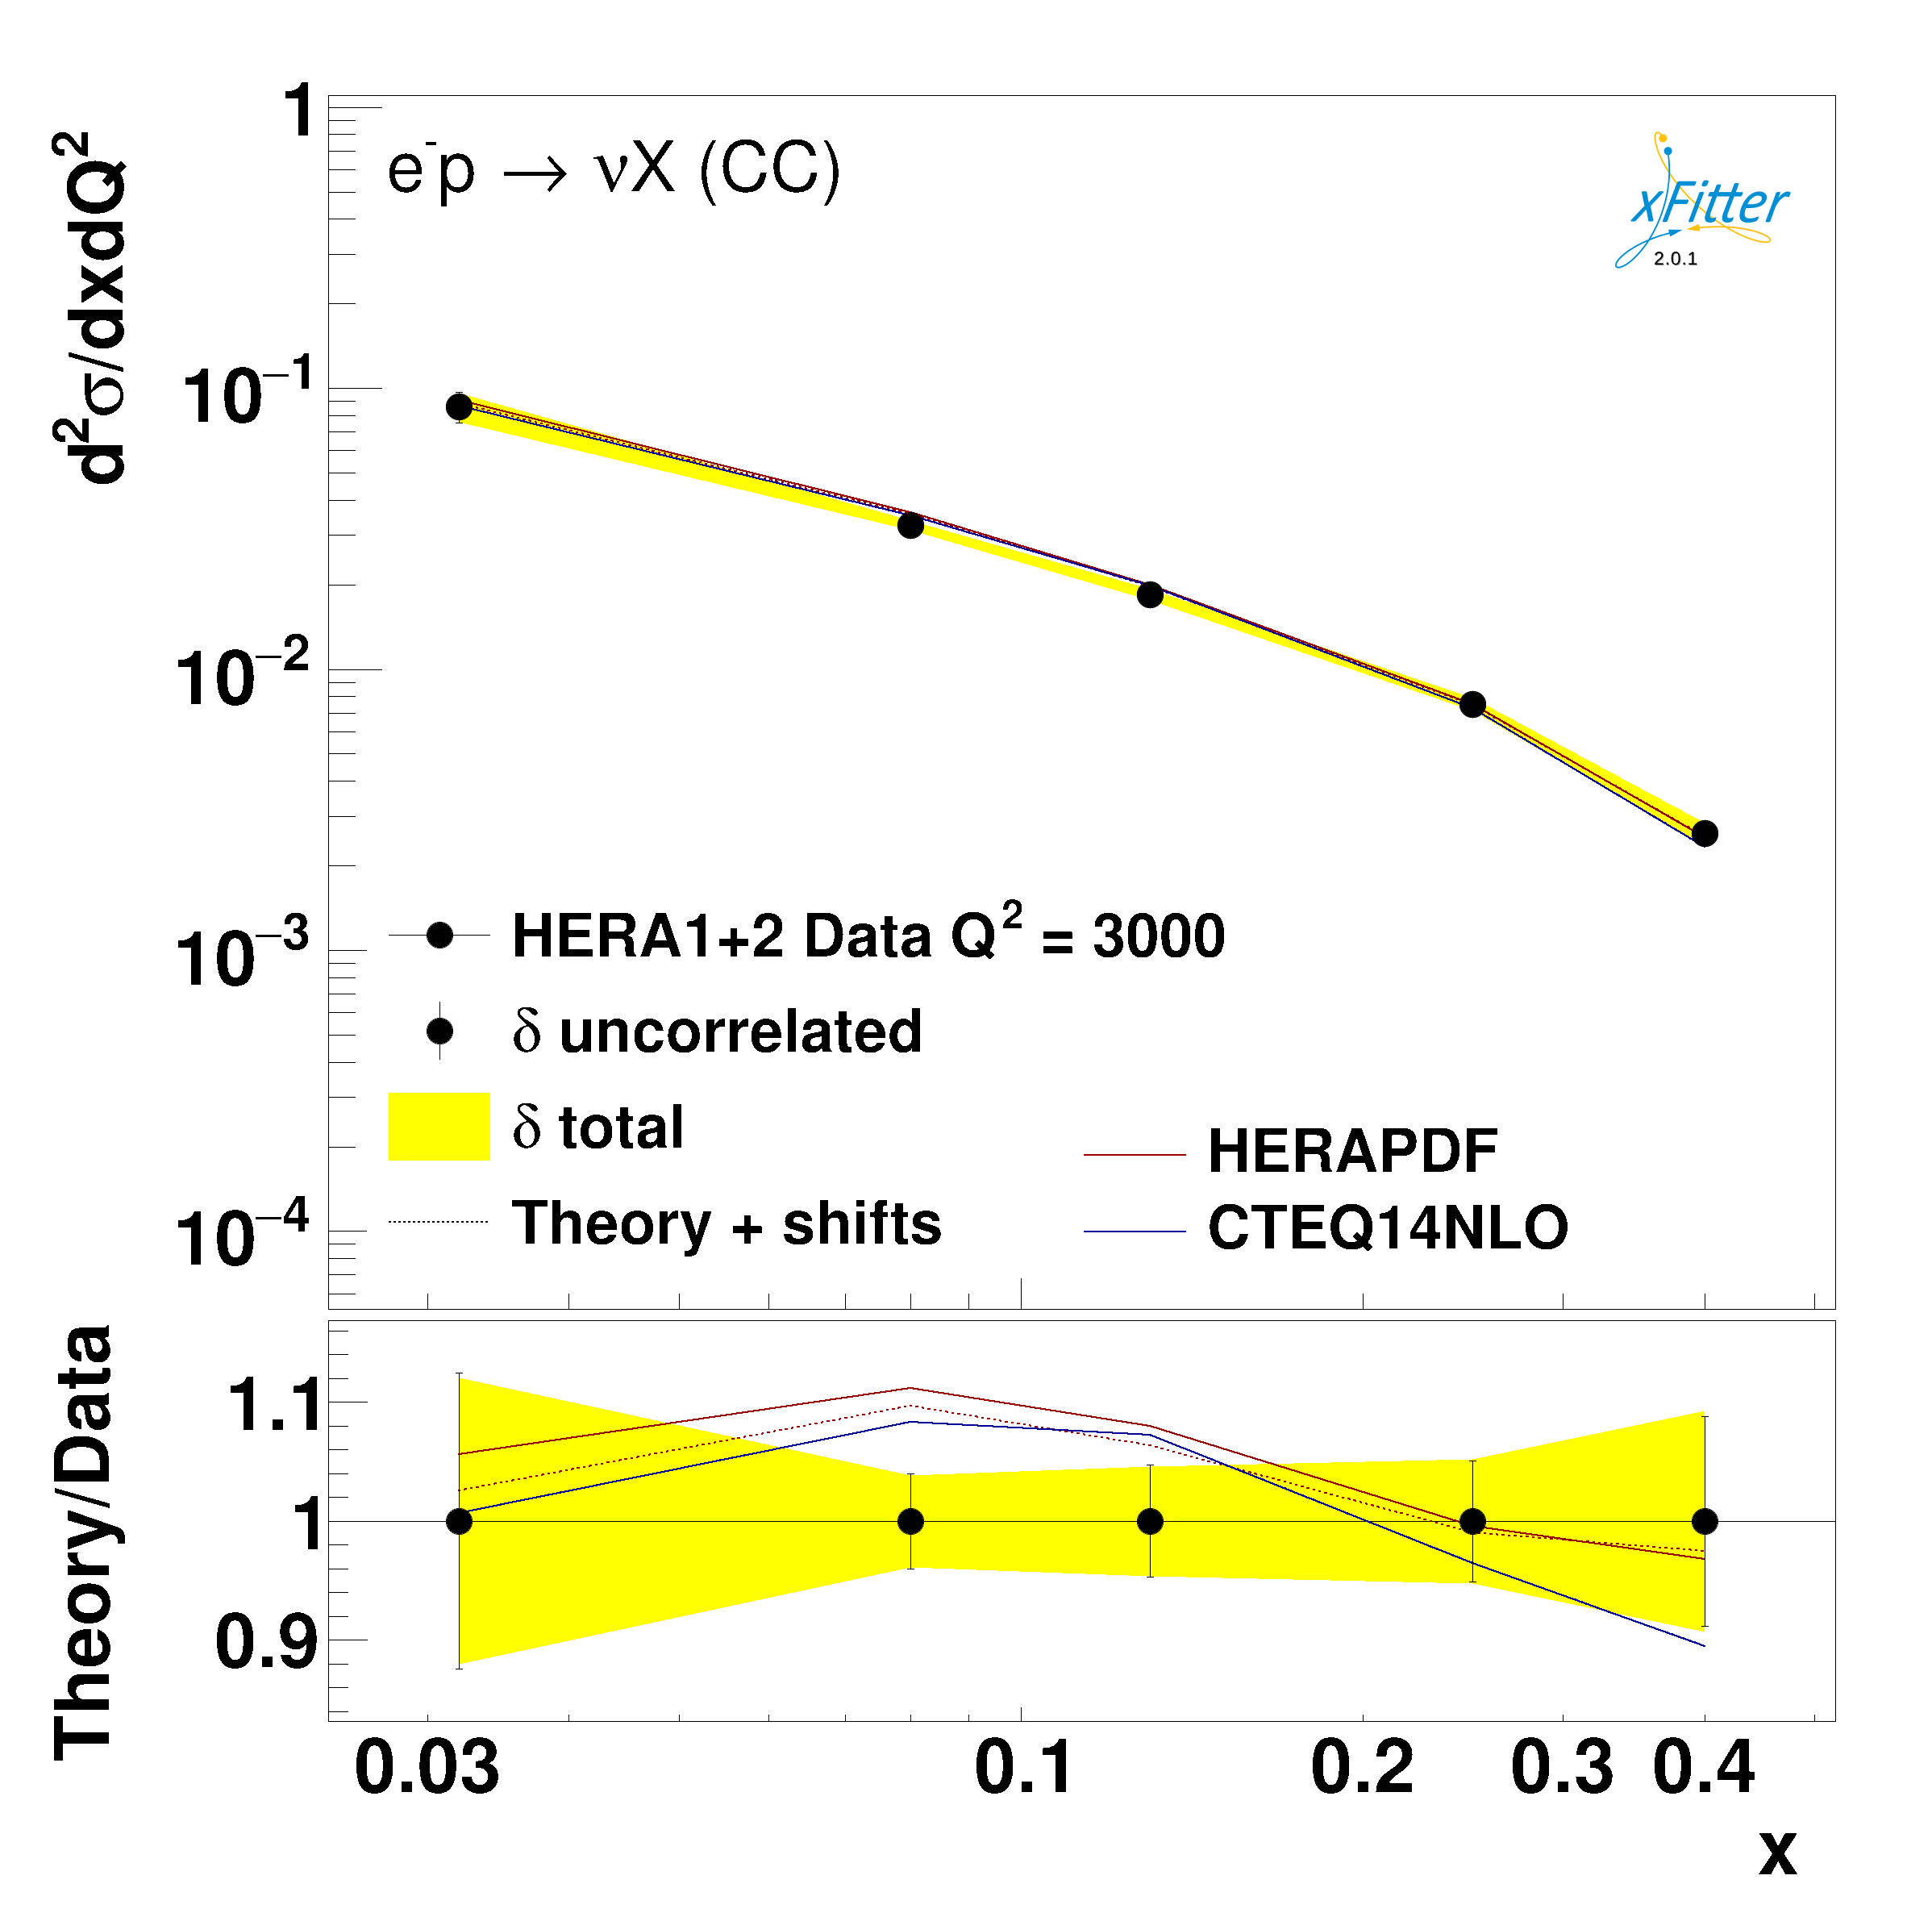 1
e⁻p → νX (CC)
xFitter
2.0.1
d²σ/dxdQ²
10⁻¹
10⁻²
10⁻³
10⁻⁴
HERA1+2 Data Q² = 3000
δ uncorrelated
δ total
Theory + shifts
HERAPDF
CTEQ14NLO
Theory/Data
1.1
1
0.9
0.03 0.1 0.2 0.3 0.4
x